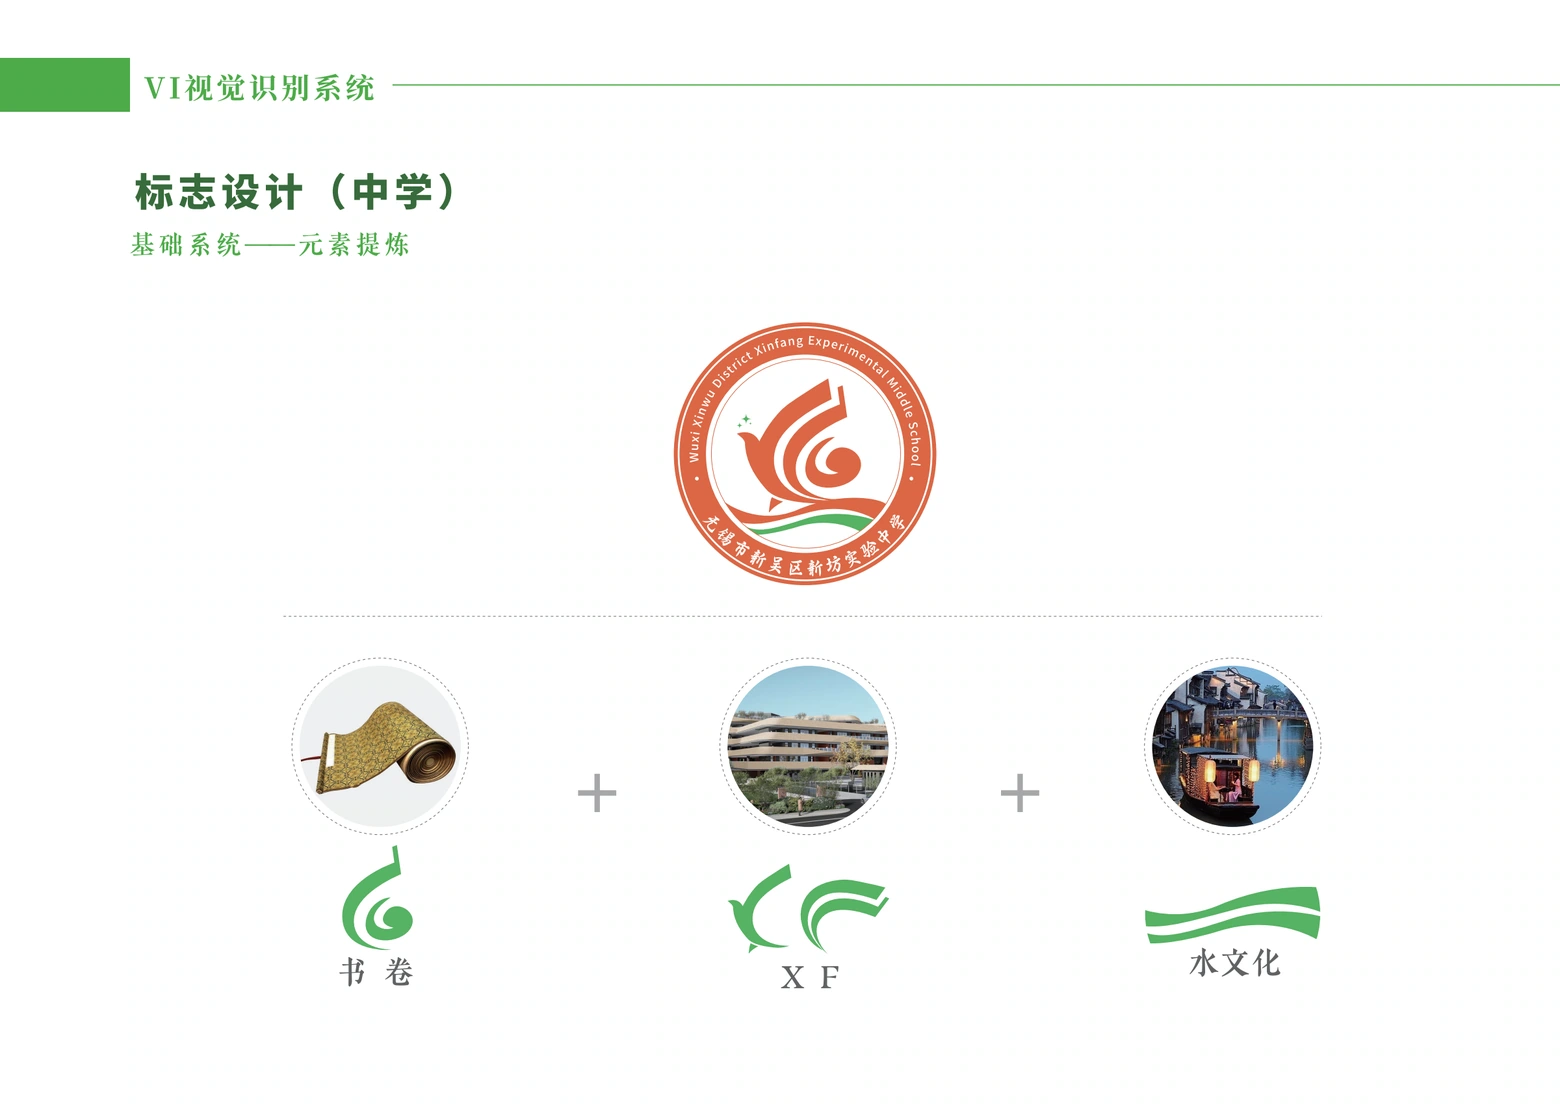 VI视觉识别系统
标志设计（中学）
基础系统——元素提炼
Wuxi Xinwu District Xinfang Experimental Middle School
无锡市新吴区新坊实验中学
书 卷
X F
水文化